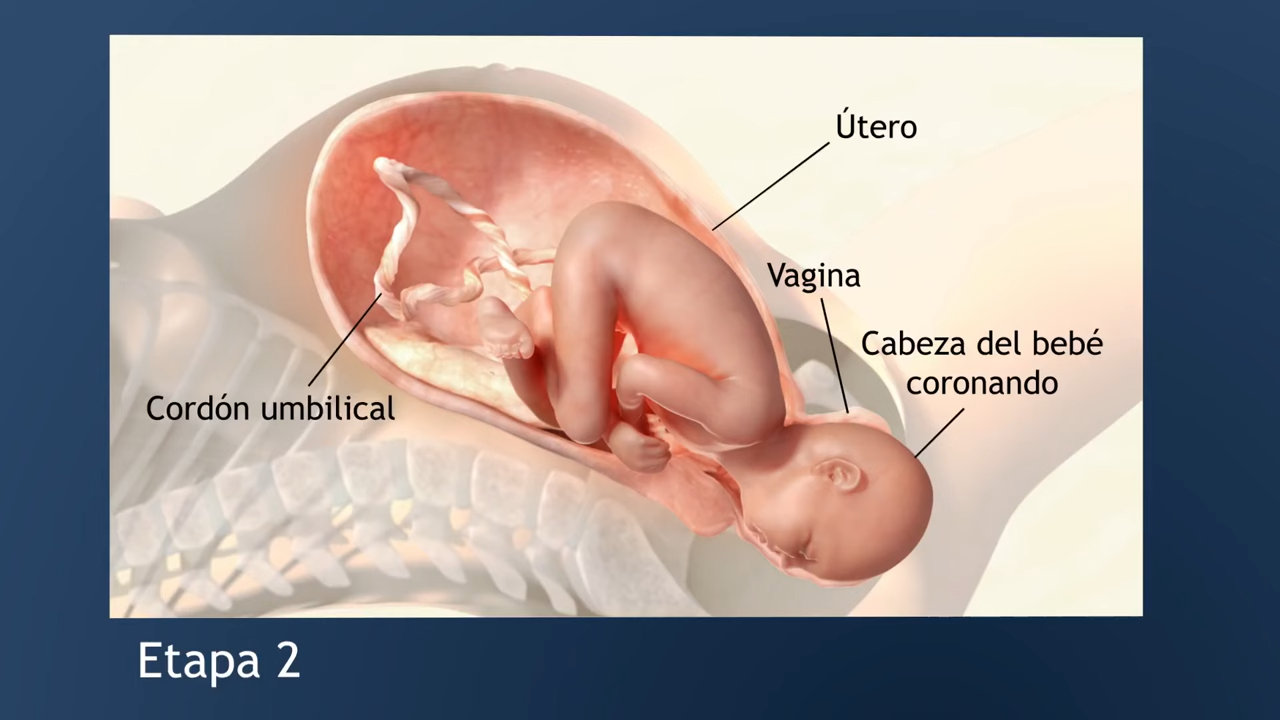 Útero
Vagina
Cabeza del bebé
coronando
Cordón umbilical
Etapa 2